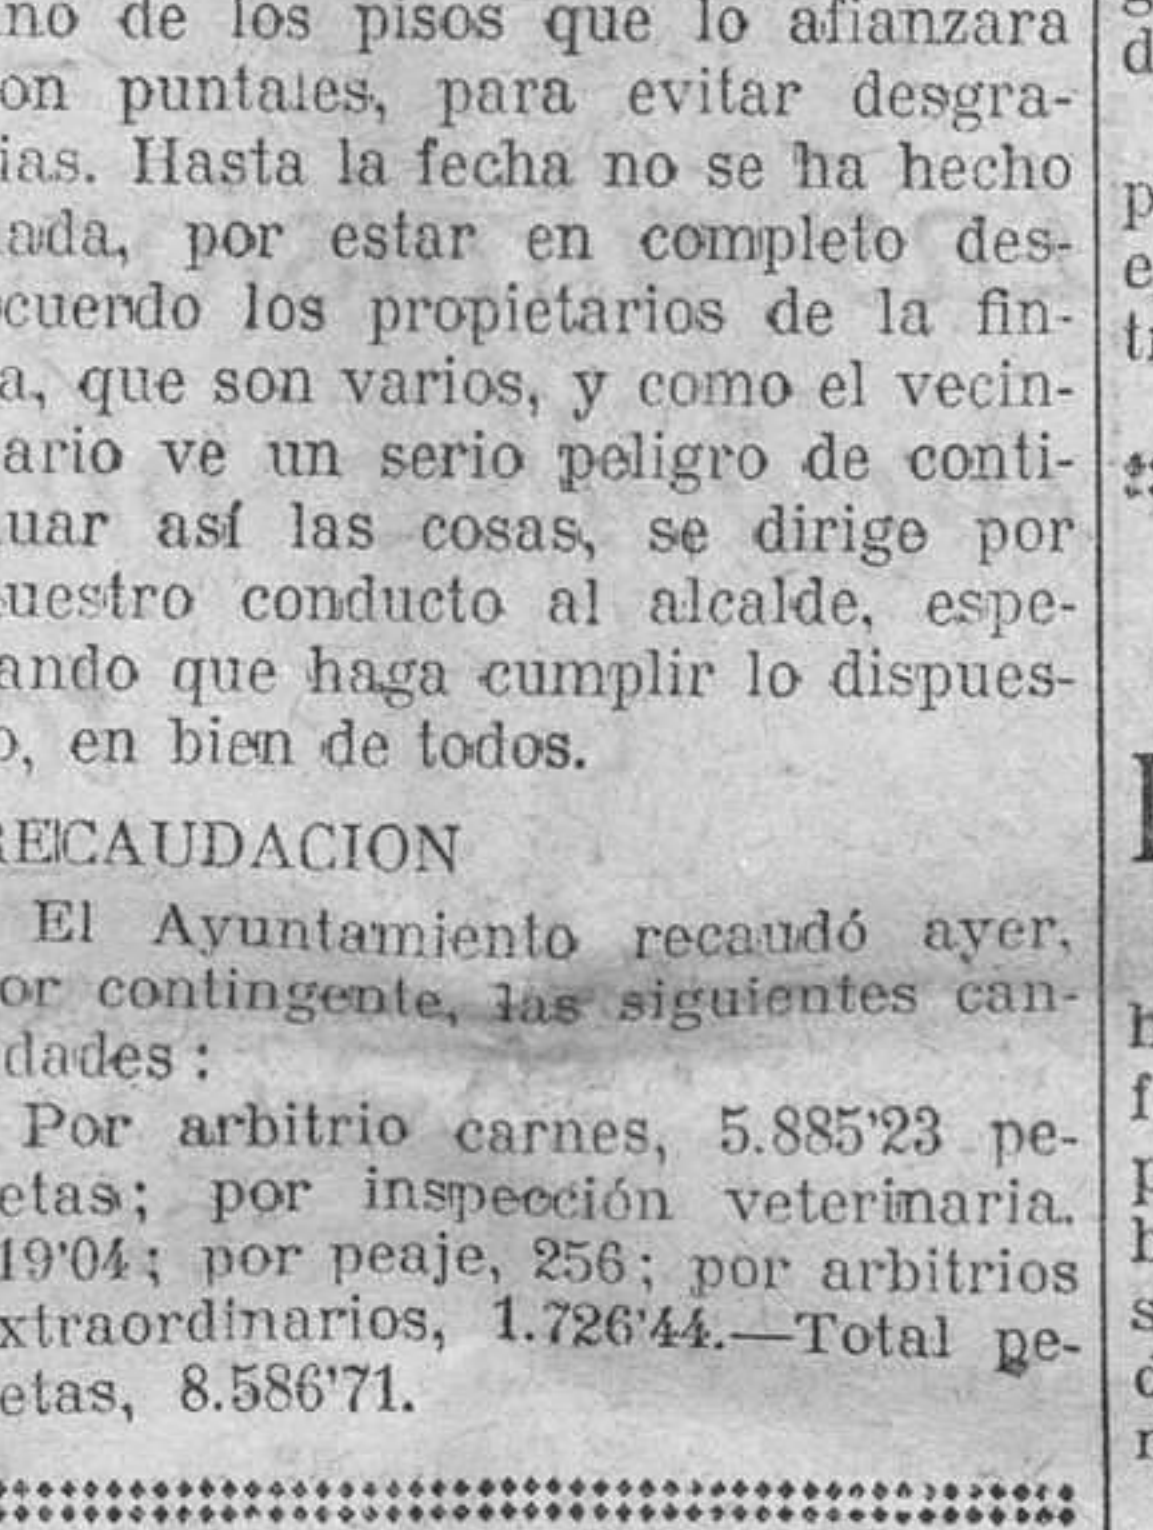 no de los pisos que lo afianzara
on puntales, para evitar desgra-
ias. Hasta la fecha no se ha hecho
ada, por estar en completo des-
cuerdo los propietarios de la fin-
a, que son varios, y como el vecin-
ario ve un serio peligro de conti-
uar así las cosas, se dirige por
uestro conducto al alcalde, espe-
ando que haga cumplir lo dispues-
o, en bien de todos.
RECAUDACION
El Ayuntamiento recaudó ayer,
or contingente, las siguientes can-
dades:
Por arbitrio carnes, 5.885'23 pe-
etas; por inspección veterinaria.
19'04; por peaje, 256; por arbitrios
xtraordinarios, 1.726'44.—Total pe-
etas, 8.586'71.